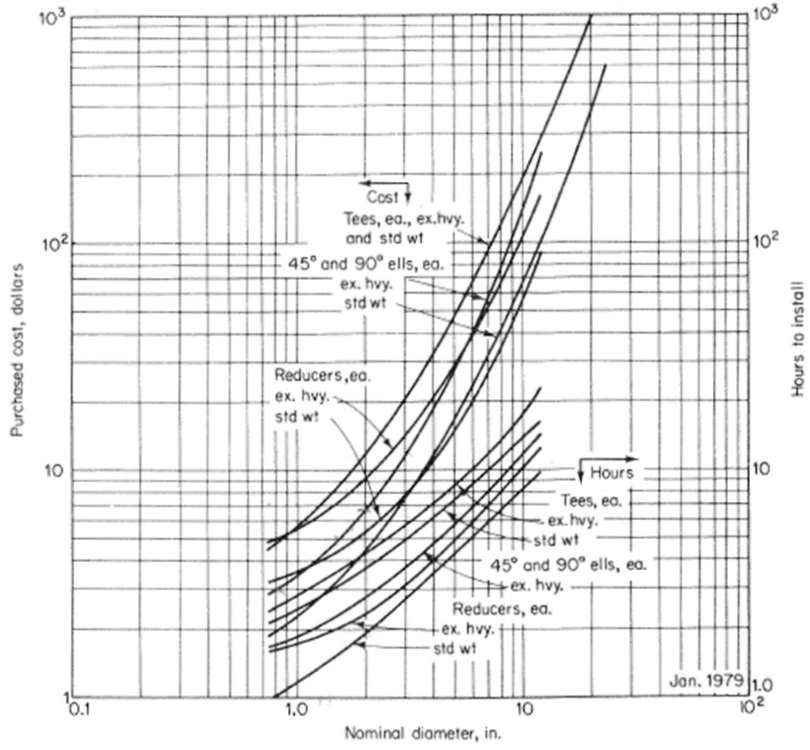 10³
10²
10
1
Purchased cost, dollars
10³
10²
10
1.0
Hours to install
Cost
Tees, ea., ex.hvy.
and std wt
45° and 90° ells, ea.
ex. hvy.
std wt
Reducers, ea.
ex. hvy.
std wt
Hours
Tees, ea.
ex.hvy.
std wt
45° and 90° ells, ea.
ex. hvy.
Reducers, ea.
ex. hvy.
std wt
Jan. 1979
0.1
1.0
10
10²
Nominal diameter, in.